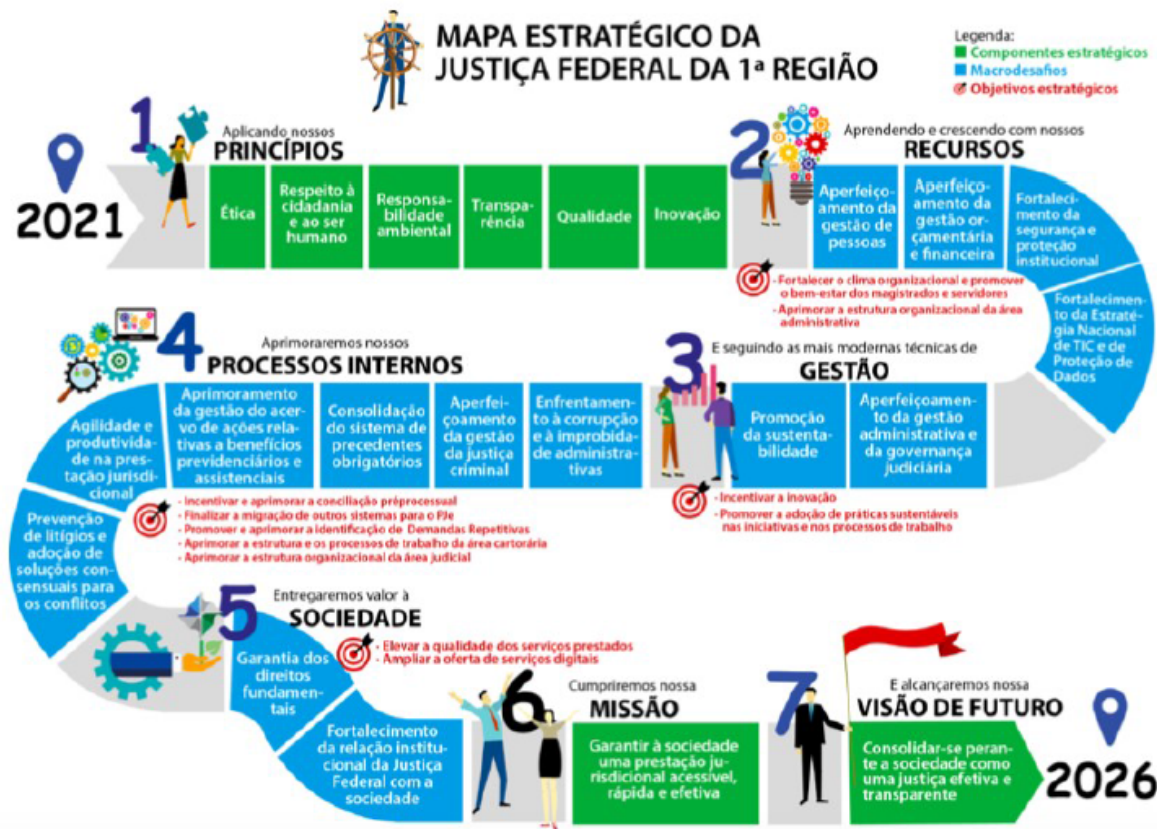 MAPA ESTRATÉGICO DA
JUSTIÇA FEDERAL DA 1ª REGIÃO
Legenda:
Componentes estratégicos
Macrodesafios
Objetivos estratégicos
2021
1
Aplicando nossos
PRINCÍPIOS
Ética
Respeito à
cidadania
e ao ser
humano
Responsa-
bilidade
ambiental
Transpa-
rência
Qualidade
Inovação
2
Aprendendo e crescendo com nossos
RECURSOS
Aperfeiço-
amento da
gestão de
pessoas
Aperfeiço-
amento da
gestão or-
çamentária
e financeira
Fortaleci-
mento da
segurança e
proteção
institucional
Fortalecimen-
to da Estraté-
gia Nacional
de TIC e de
Proteção de
Dados
- Fortalecer o clima organizacional e promover
o bem-estar dos magistrados e servidores
- Aprimorar a estrutura organizacional da área
administrativa
3
E seguindo as mais modernas técnicas de
GESTÃO
Promoção
da sustenta-
bilidade
Aperfeiçoamen-
to da gestão
administrativa e
da governança
judiciária
- Incentivar a inovação
- Promover a adoção de práticas sustentáveis
nas iniciativas e nos processos de trabalho
4
Aprimoraremos nossos
PROCESSOS INTERNOS
Agilidade e
produtivida-
de na pres-
tação jurisdi-
cional
Aprimoramento
da gestão do acer-
vo de ações rela-
tivas a benefícios
previdenciários e
assistenciais
Consolidação
do sistema de
precedentes
obrigatórios
Aperfei-
çoamento
da gestão
da justiça
criminal
Enfrentamen-
to à corrupção
e à improbida-
de administra-
tivas
Prevenção
de litígios e
adoção de
soluções con-
sensuais para
os conflitos
- Incentivar e aprimorar a conciliação préprocessual
- Finalizar a migração de outros sistemas para o PJe
- Promover e aprimorar a identificação de Demandas Repetitivas
- Aprimorar a estrutura e os processos de trabalho da área cartorária
- Aprimorar a estrutura organizacional da área judicial
5
Entregaremos valor à
SOCIEDADE
Garantia dos
direitos
fundamen-
tais
Fortalecimento
da relação institu-
cional da Justiça
Federal com a
sociedade
- Elevar a qualidade dos serviços prestados
- Ampliar a oferta de serviços digitais
6
Cumpriremos nossa
MISSÃO
Garantir à sociedade
uma prestação ju-
risdicional acessível,
rápida e efetiva
7
E alcançaremos nossa
VISÃO DE FUTURO
Consolidar-se peran-
te a sociedade como
uma justiça efetiva e
transparente
2026